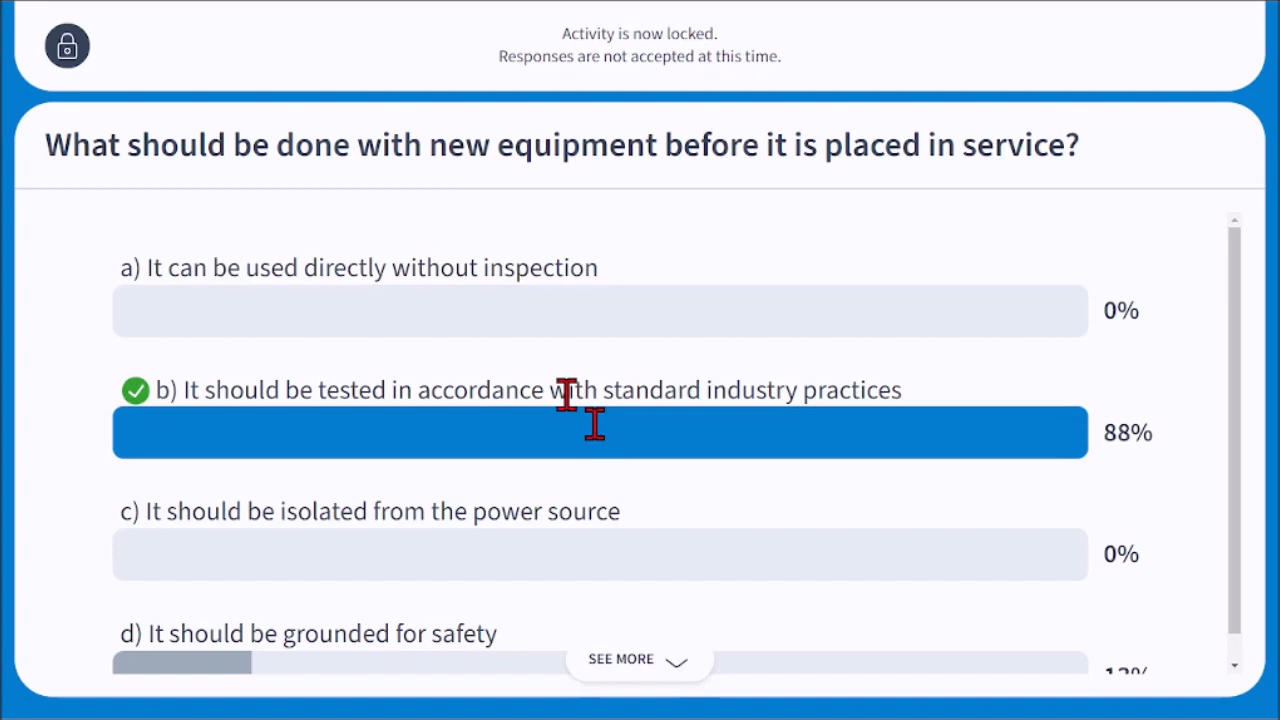 Activity is now locked.
Responses are not accepted at this time.
What should be done with new equipment before it is placed in service?
a) It can be used directly without inspection
0%
b) It should be tested in accordance with standard industry practices
88%
c) It should be isolated from the power source
0%
d) It should be grounded for safety
SEE MORE